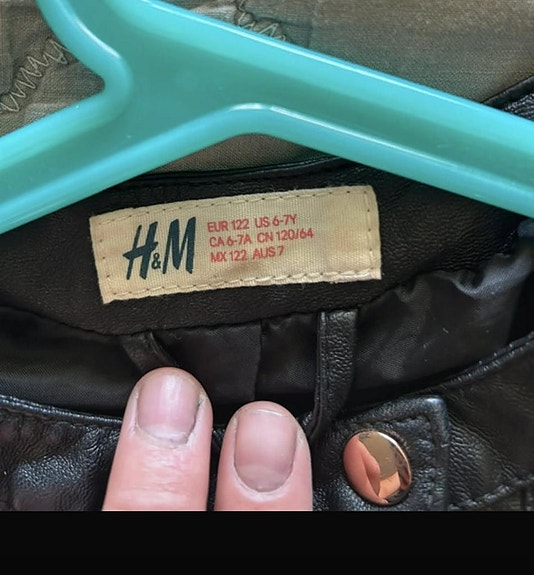 H&M
EUR 122 US 6-7Y
CA 6-7A CN 120/64
MX 122 AUS 7